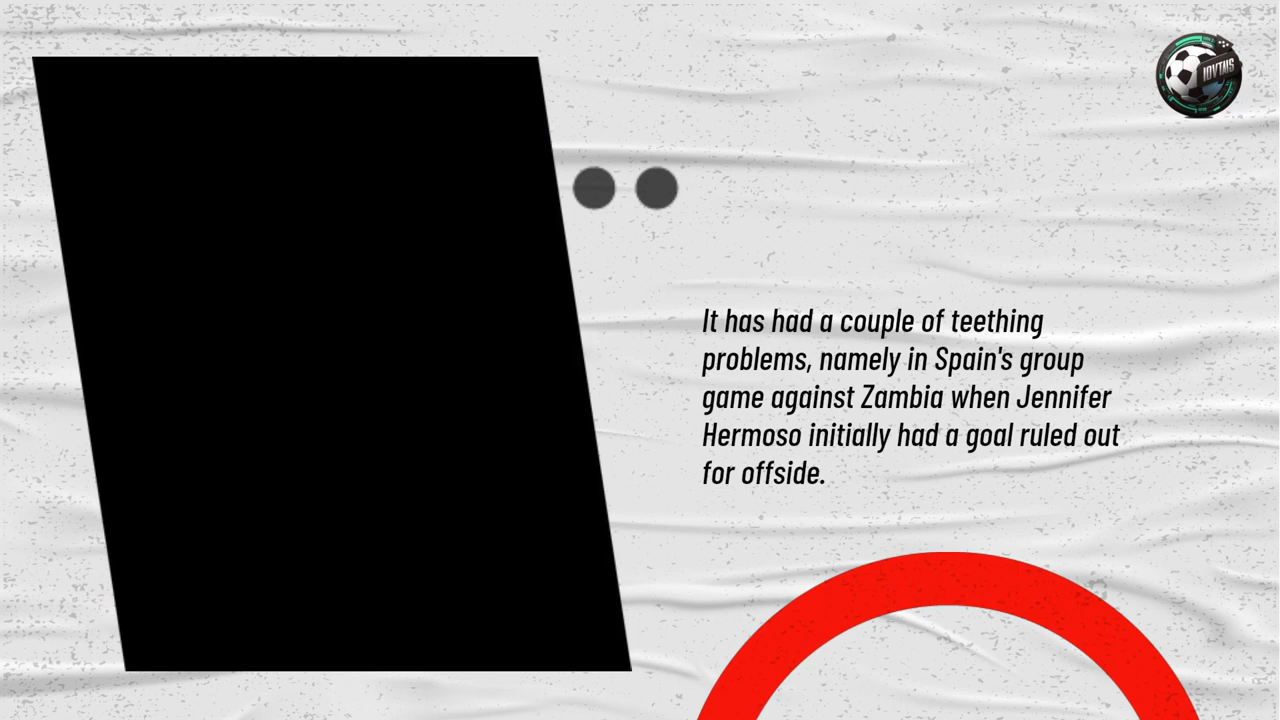 IOVTNS
It has had a couple of teething
problems, namely in Spain's group
game against Zambia when Jennifer
Hermoso initially had a goal ruled out
for offside.